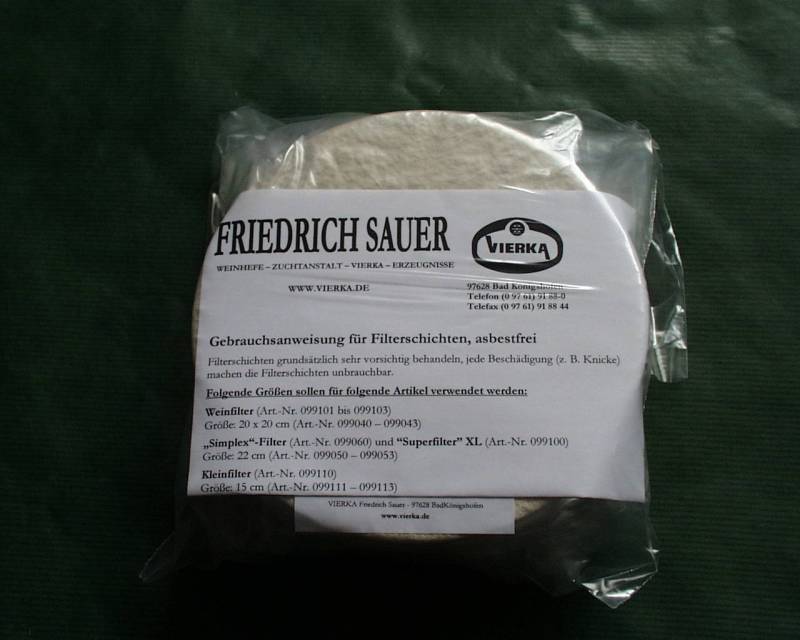 FRIEDRICH SAUER
VIERKA
WEINHEFE – ZUCHTANSTALT – VIERKA – ERZEUGNISSE
WWW.VIERKA.DE
97628 Bad Königshofen
Telefon (0 97 61) 91 88-0
Telefax (0 97 61) 91 88 44
Gebrauchsanweisung für Filterschichten, asbestfrei
Filterschichten grundsätzlich sehr vorsichtig behandeln, jede Beschädigung (z. B. Knicke)
machen die Filterschichten unbrauchbar.
Folgende Größen sollen für folgende Artikel verwendet werden:
Weinfilter (Art.-Nr. 099101 bis 099103)
Größe: 20 x 20 cm (Art.-Nr. 099040 – 099043)
„Simplex“-Filter (Art.-Nr. 099060) und “Superfilter” XL (Art.-Nr. 099100)
Größe: 22 cm (Art.-Nr. 099050 – 099053)
Kleinfilter (Art.-Nr. 099110)
Größe: 15 cm (Art.-Nr. 099111 – 099113)
VIERKA Friedrich Sauer - 97628 BadKönigshofen
www.vierka.de